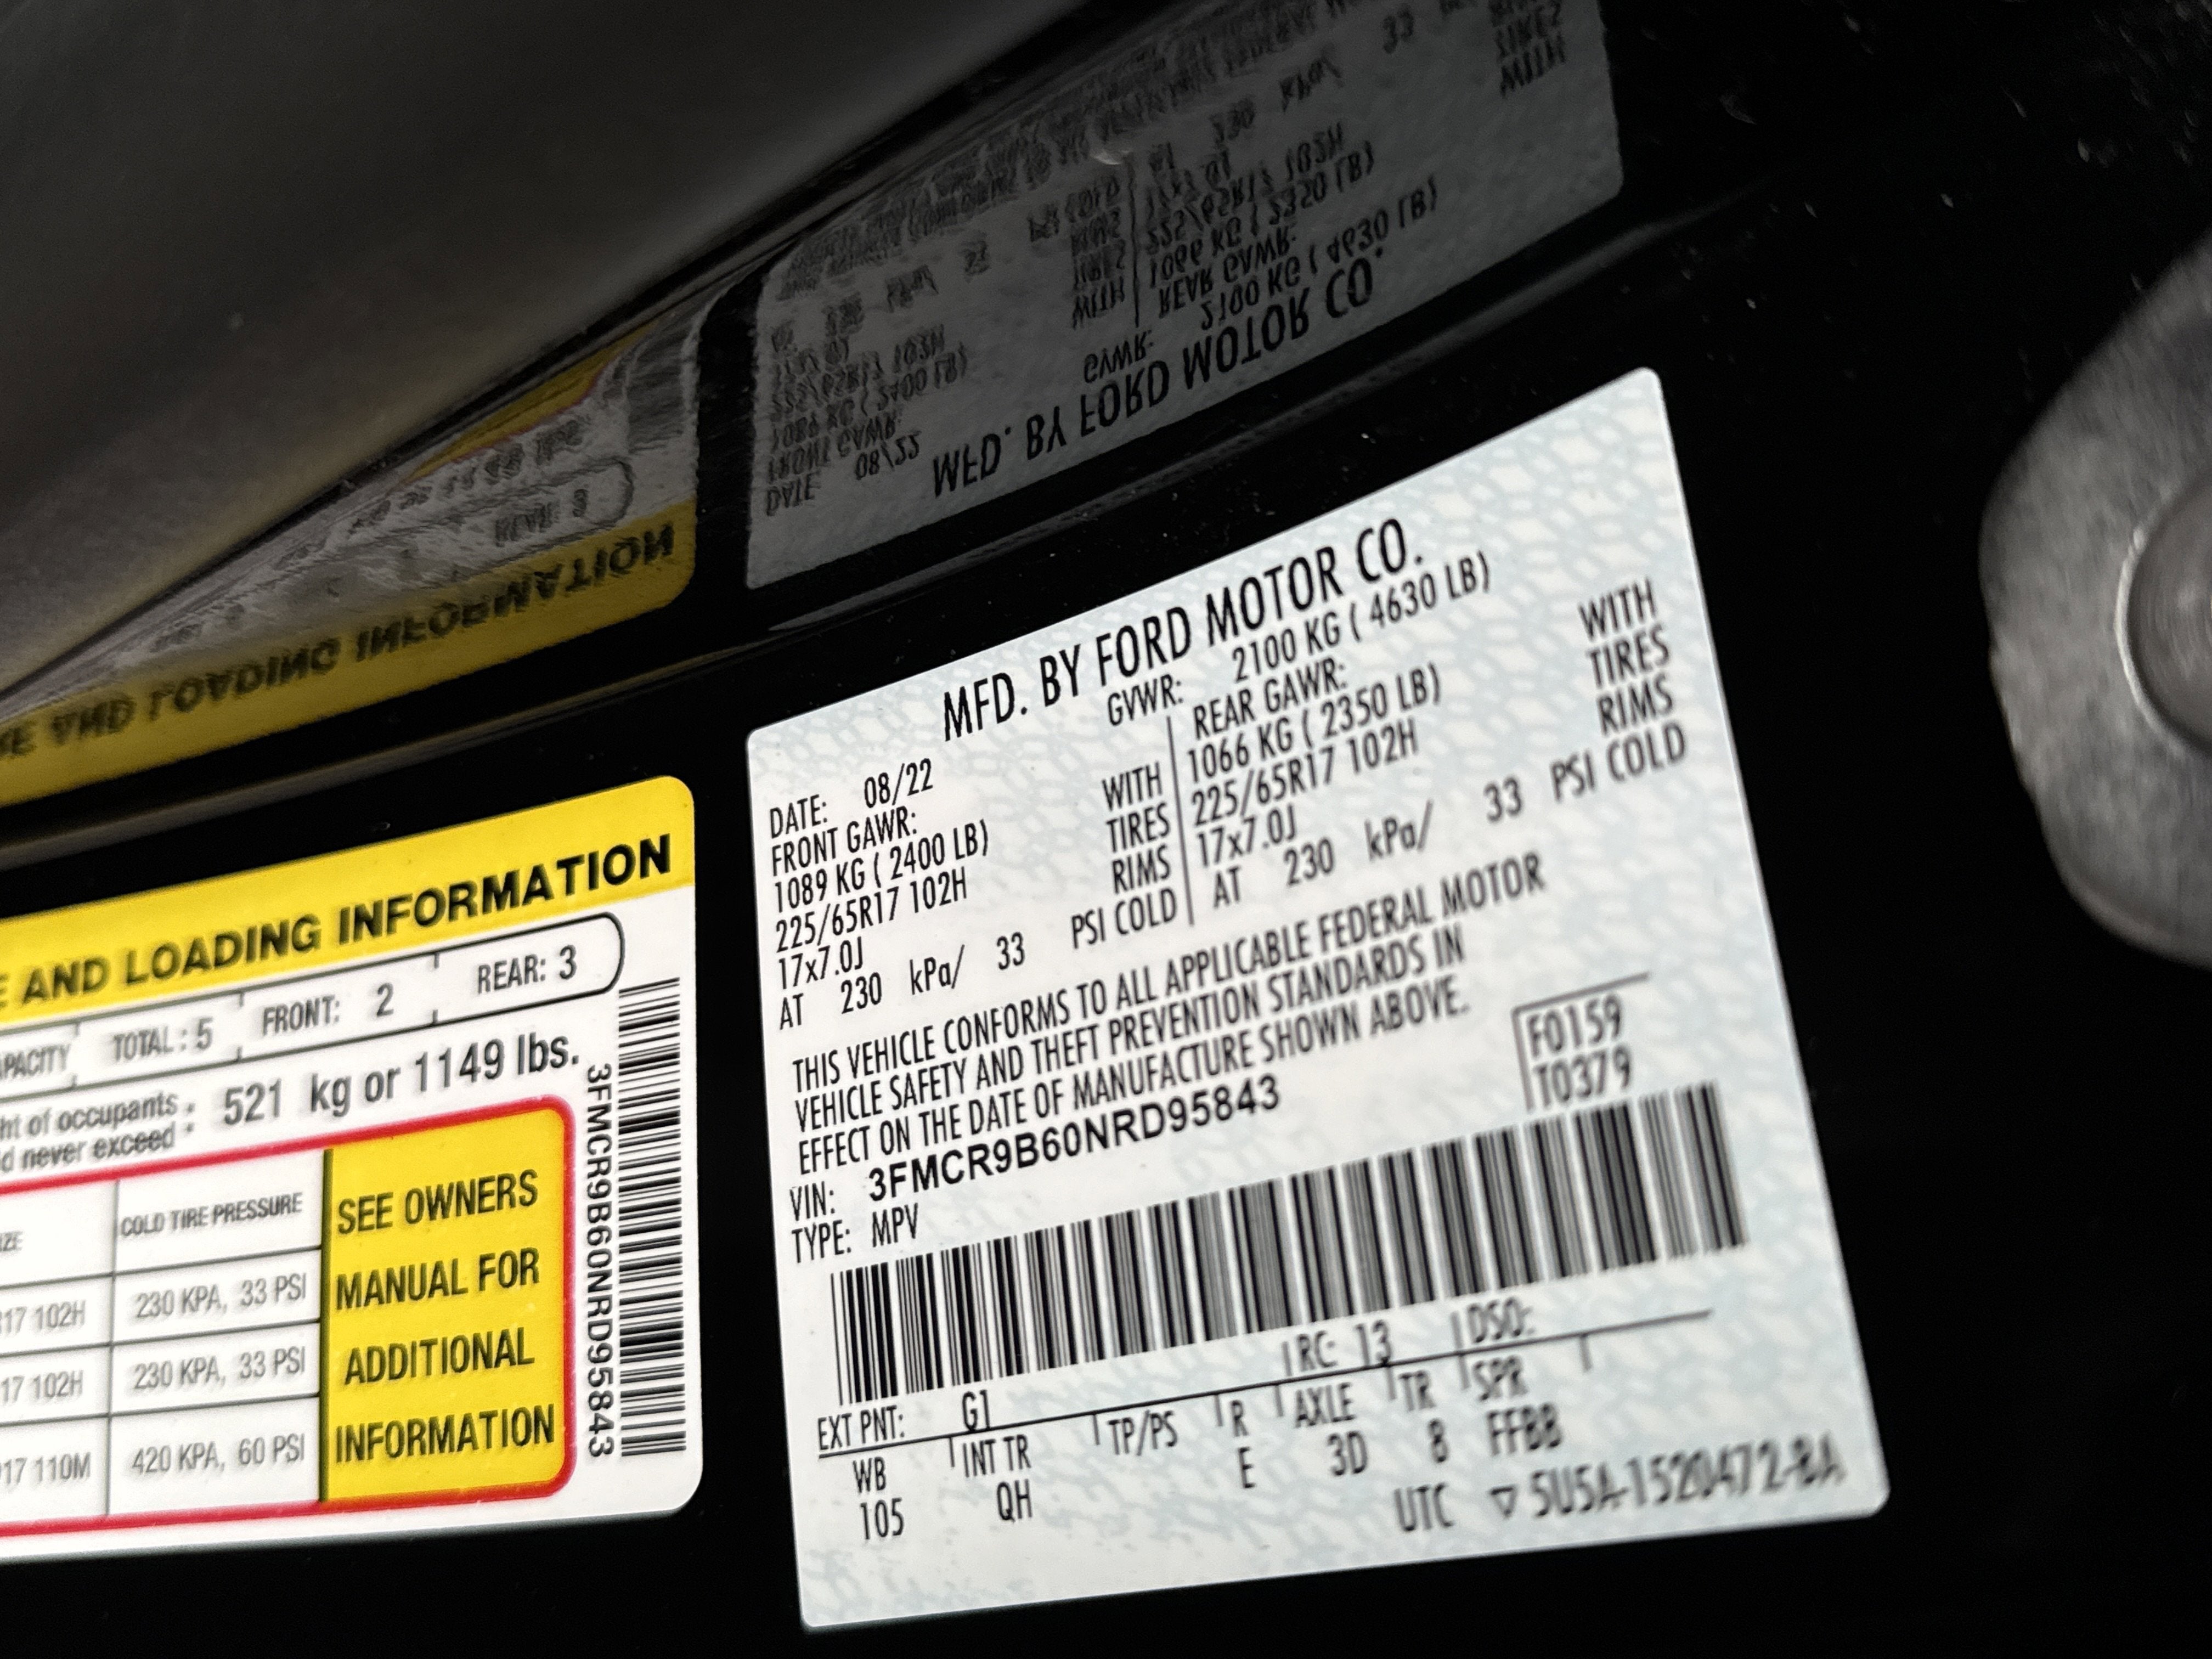 MFD. BY FORD MOTOR CO.
GVWR: 2100 KG ( 4630 LB)
DATE: 08/22
FRONT GAWR:
1089 KG ( 2400 LB) WITH
225/65R17 102H TIRES
17x7.0J RIMS
AT 230 kPa/ 33 PSI COLD
REAR GAWR:
1066 KG ( 2350 LB) WITH
225/65R17 102H TIRES
17x7.0J RIMS
AT 230 kPa/ 33 PSI COLD
THIS VEHICLE CONFORMS TO ALL APPLICABLE FEDERAL MOTOR
VEHICLE SAFETY AND THEFT PREVENTION STANDARDS IN
EFFECT ON THE DATE OF MANUFACTURE SHOWN ABOVE.
VIN: 3FMCR9B60NRD95843
TYPE: MPV
F0159
T0379
EXT PNT: G1 RC: 13 DSO:
WB INT TR TP/PS R AXLE TR SPR
105 QH E 3D 8 FFBB
UTC ▽ 5U5A-1520472-BA
AND LOADING INFORMATION
TOTAL : 5 FRONT: 2 REAR: 3
of occupants
never exceed 521 kg or 1149 lbs.
COLD TIRE PRESSURE
102H 230 KPA, 33 PSI
17 102H 230 KPA, 33 PSI
17 110M 420 KPA, 60 PSI
SEE OWNERS
MANUAL FOR
ADDITIONAL
INFORMATION
3FMCR9B60NRD95843